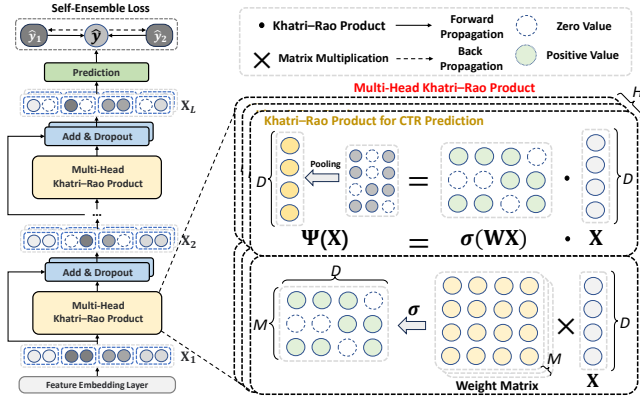 Self-Ensemble Loss
ŷ₁
ŷ
ŷ₂
Prediction
X_L
Add & Dropout
Multi-Head
Khatri–Rao Product
...
X₂
Add & Dropout
Multi-Head
Khatri–Rao Product
X₁
Feature Embedding Layer
• Khatri–Rao Product
Forward
Propagation
Zero Value
Matrix Multiplication
Back
Propagation
Positive Value
Multi-Head Khatri–Rao Product
H
Khatri–Rao Product for CTR Prediction
D
Pooling
=
·
D
Ψ(X) = σ(WX) · X
D
M
σ
M
×
D
Weight Matrix
X